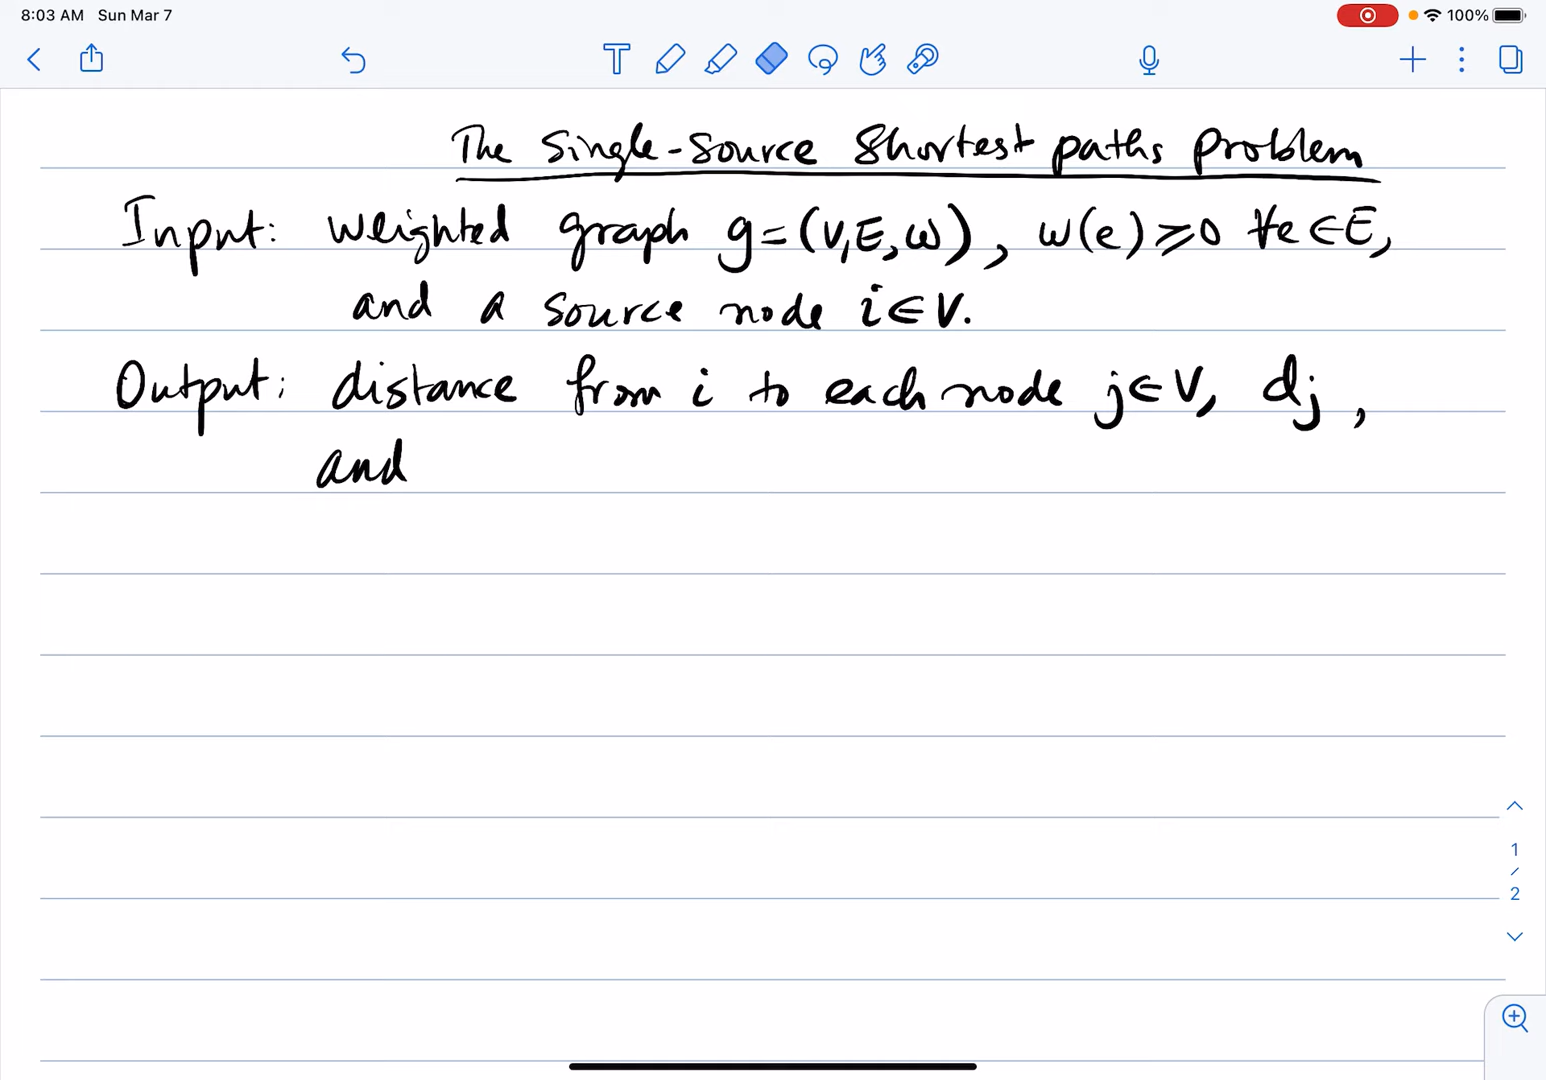 8:03 AM Sun Mar 7
100%
The Single-Source Shortest paths Problem
Input: weighted graph g=(V,E,w), w(e)⩾0 ∀e∈E,
and a source node i∈V.
Output: distance from i to each node j∈V, dj,
and
1
/
2